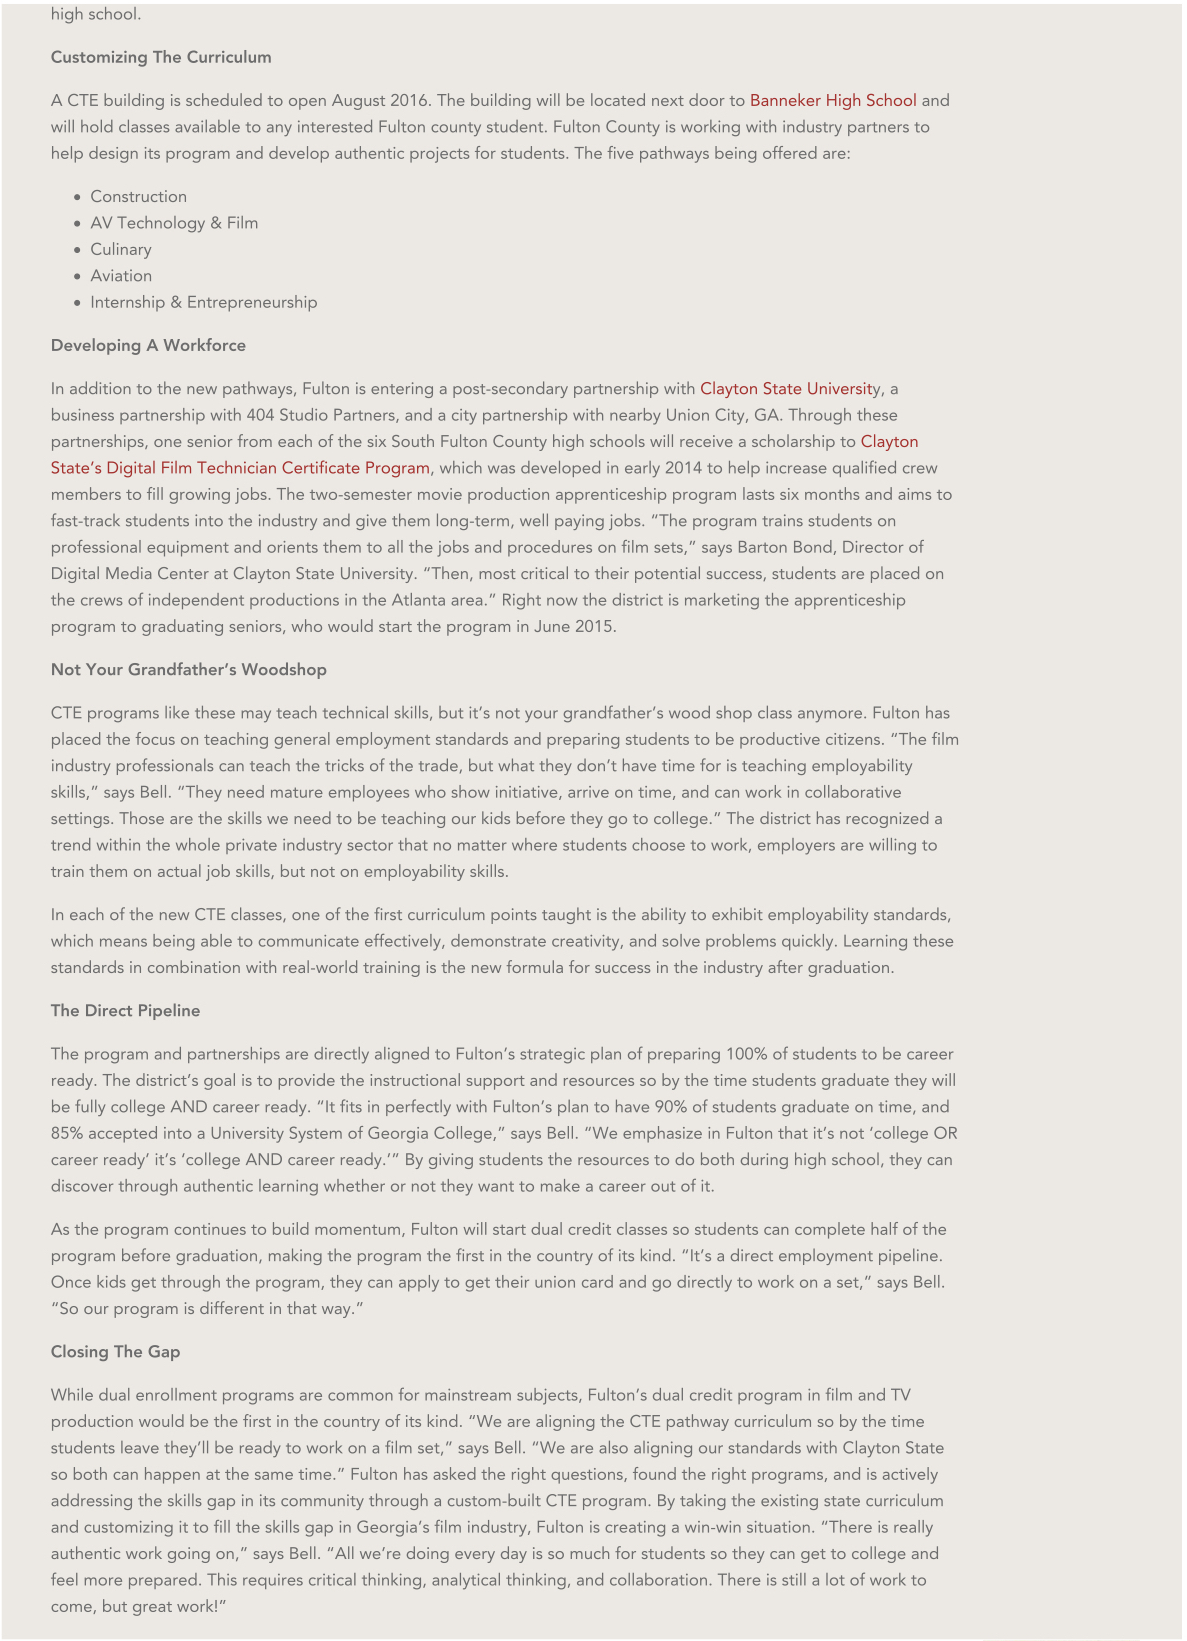 high school.
Customizing The Curriculum
A CTE building is scheduled to open August 2016. The building will be located next door to Banneker High School and
will hold classes available to any interested Fulton county student. Fulton County is working with industry partners to
help design its program and develop authentic projects for students. The five pathways being offered are:
• Construction
• AV Technology & Film
• Culinary
• Aviation
• Internship & Entrepreneurship
Developing A Workforce
In addition to the new pathways, Fulton is entering a post-secondary partnership with Clayton State University, a
business partnership with 404 Studio Partners, and a city partnership with nearby Union City, GA. Through these
partnerships, one senior from each of the six South Fulton County high schools will receive a scholarship to Clayton
State’s Digital Film Technician Certificate Program, which was developed in early 2014 to help increase qualified crew
members to fill growing jobs. The two-semester movie production apprenticeship program lasts six months and aims to
fast-track students into the industry and give them long-term, well paying jobs. “The program trains students on
professional equipment and orients them to all the jobs and procedures on film sets,” says Barton Bond, Director of
Digital Media Center at Clayton State University. “Then, most critical to their potential success, students are placed on
the crews of independent productions in the Atlanta area.” Right now the district is marketing the apprenticeship
program to graduating seniors, who would start the program in June 2015.
Not Your Grandfather’s Woodshop
CTE programs like these may teach technical skills, but it’s not your grandfather’s wood shop class anymore. Fulton has
placed the focus on teaching general employment standards and preparing students to be productive citizens. “The film
industry professionals can teach the tricks of the trade, but what they don’t have time for is teaching employability
skills,” says Bell. “They need mature employees who show initiative, arrive on time, and can work in collaborative
settings. Those are the skills we need to be teaching our kids before they go to college.” The district has recognized a
trend within the whole private industry sector that no matter where students choose to work, employers are willing to
train them on actual job skills, but not on employability skills.
In each of the new CTE classes, one of the first curriculum points taught is the ability to exhibit employability standards,
which means being able to communicate effectively, demonstrate creativity, and solve problems quickly. Learning these
standards in combination with real-world training is the new formula for success in the industry after graduation.
The Direct Pipeline
The program and partnerships are directly aligned to Fulton’s strategic plan of preparing 100% of students to be career
ready. The district’s goal is to provide the instructional support and resources so by the time students graduate they will
be fully college AND career ready. “It fits in perfectly with Fulton’s plan to have 90% of students graduate on time, and
85% accepted into a University System of Georgia College,” says Bell. “We emphasize in Fulton that it’s not ‘college OR
career ready’ it’s ‘college AND career ready.’” By giving students the resources to do both during high school, they can
discover through authentic learning whether or not they want to make a career out of it.
As the program continues to build momentum, Fulton will start dual credit classes so students can complete half of the
program before graduation, making the program the first in the country of its kind. “It’s a direct employment pipeline.
Once kids get through the program, they can apply to get their union card and go directly to work on a set,” says Bell.
“So our program is different in that way.”
Closing The Gap
While dual enrollment programs are common for mainstream subjects, Fulton’s dual credit program in film and TV
production would be the first in the country of its kind. “We are aligning the CTE pathway curriculum so by the time
students leave they’ll be ready to work on a film set,” says Bell. “We are also aligning our standards with Clayton State
so both can happen at the same time.” Fulton has asked the right questions, found the right programs, and is actively
addressing the skills gap in its community through a custom-built CTE program. By taking the existing state curriculum
and customizing it to fill the skills gap in Georgia’s film industry, Fulton is creating a win-win situation. “There is really
authentic work going on,” says Bell. “All we’re doing every day is so much for students so they can get to college and
feel more prepared. This requires critical thinking, analytical thinking, and collaboration. There is still a lot of work to
come, but great work!”